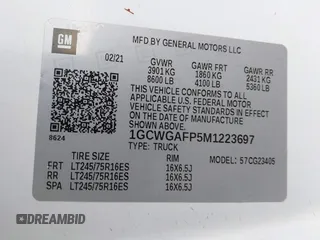 GM
MFD BY GENERAL MOTORS LLC
02/21
GVWR GAWR FRT GAWR RR
3901 KG 1860 KG 2431 KG
8600 LB 4100 LB 5360 LB
THIS VEHICLE CONFORMS TO ALL
APPLICABLE U.S. FEDERAL MOTOR
VEHICLE SAFETY STANDARDS IN EFFECT
ON THE DATE OF MANUFACTURE
SHOWN ABOVE.
1GCWGAFP5M1223697
8624
TYPE: TRUCK
MODEL: 57CG23405
TIRE SIZE RIM
FRT LT245/75R16ES 16X6.5J
RR LT245/75R16ES 16X6.5J
SPA LT245/75R16ES 16X6.5J
DREAMBID